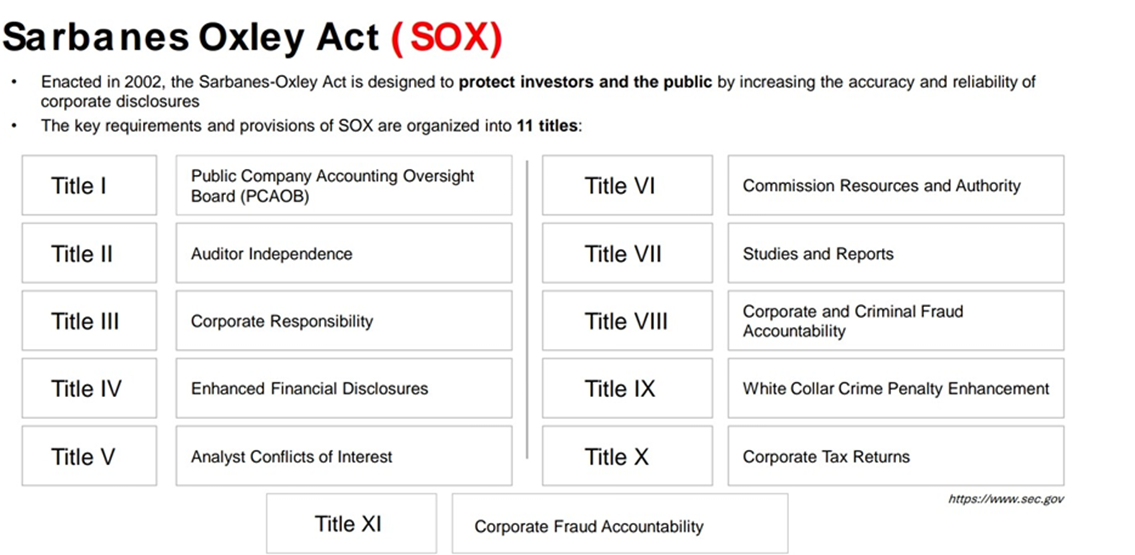 Sarbanes Oxley Act (SOX)
• Enacted in 2002, the Sarbanes-Oxley Act is designed to protect investors and the public by increasing the accuracy and reliability of
corporate disclosures
• The key requirements and provisions of SOX are organized into 11 titles:
Title I
Public Company Accounting Oversight
Board (PCAOB)
Title II
Auditor Independence
Title III
Corporate Responsibility
Title IV
Enhanced Financial Disclosures
Title V
Analyst Conflicts of Interest
Title VI
Commission Resources and Authority
Title VII
Studies and Reports
Title VIII
Corporate and Criminal Fraud
Accountability
Title IX
White Collar Crime Penalty Enhancement
Title X
Corporate Tax Returns
https://www.sec.gov
Title XI
Corporate Fraud Accountability